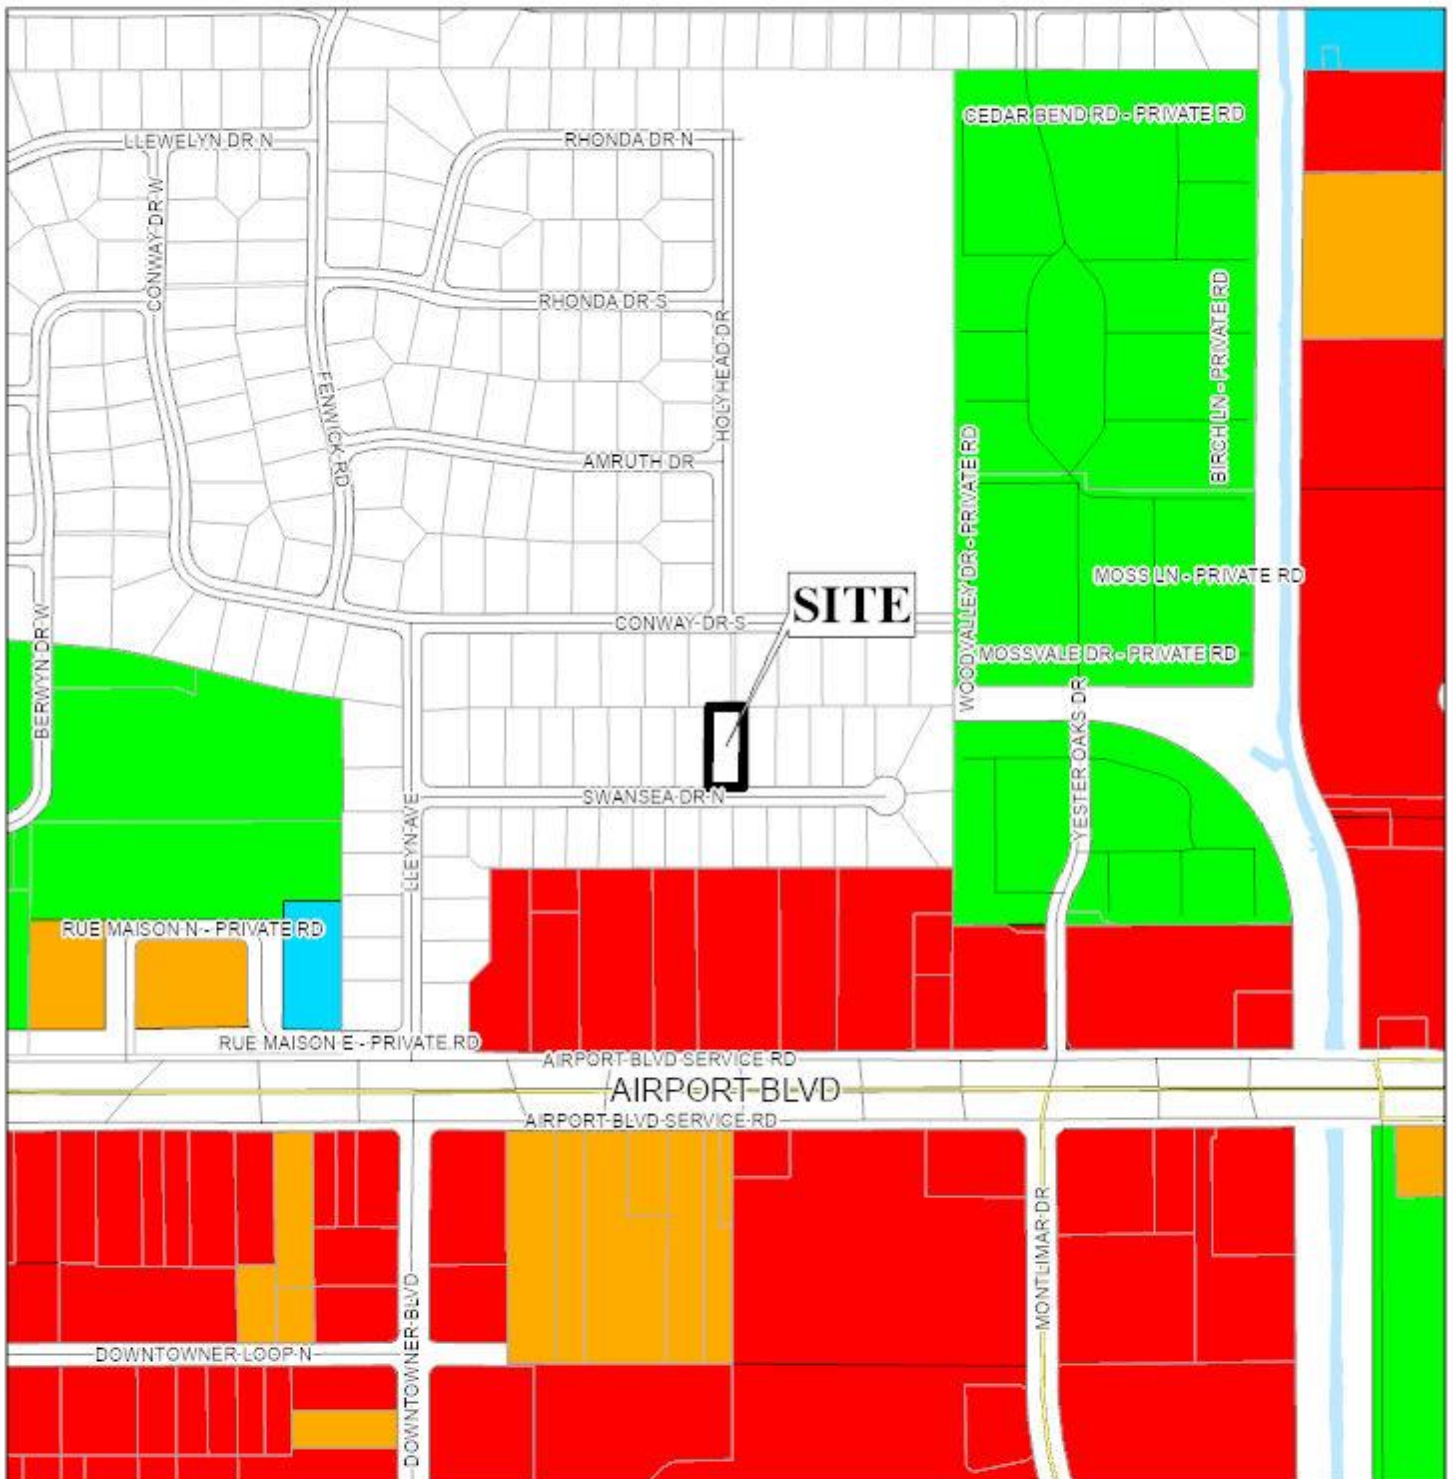 CEDAR BEND RD - PRIVATE RD
LLEWELYN DR N
RHONDA DR N
CONWAY DR W
RHONDA DR S
BIRCH LN - PRIVATE RD
HOLYHEAD DR
FENWICK RD
AMRUTH DR
WOODVALLEY DR - PRIVATE RD
MOSS LN - PRIVATE RD
SITE
CONWAY DR S
BERWYN DR W
MOSSVALE DR - PRIVATE RD
YESTER OAKS DR
SWANSEA DR N
LLEYN AVE
RUE MAISON N - PRIVATE RD
RUE MAISON E - PRIVATE RD
AIRPORT BLVD SERVICE RD
AIRPORT BLVD
AIRPORT BLVD SERVICE RD
MONTLIMAR DR
DOWNTOWNER BLVD
DOWNTOWNER LOOP N